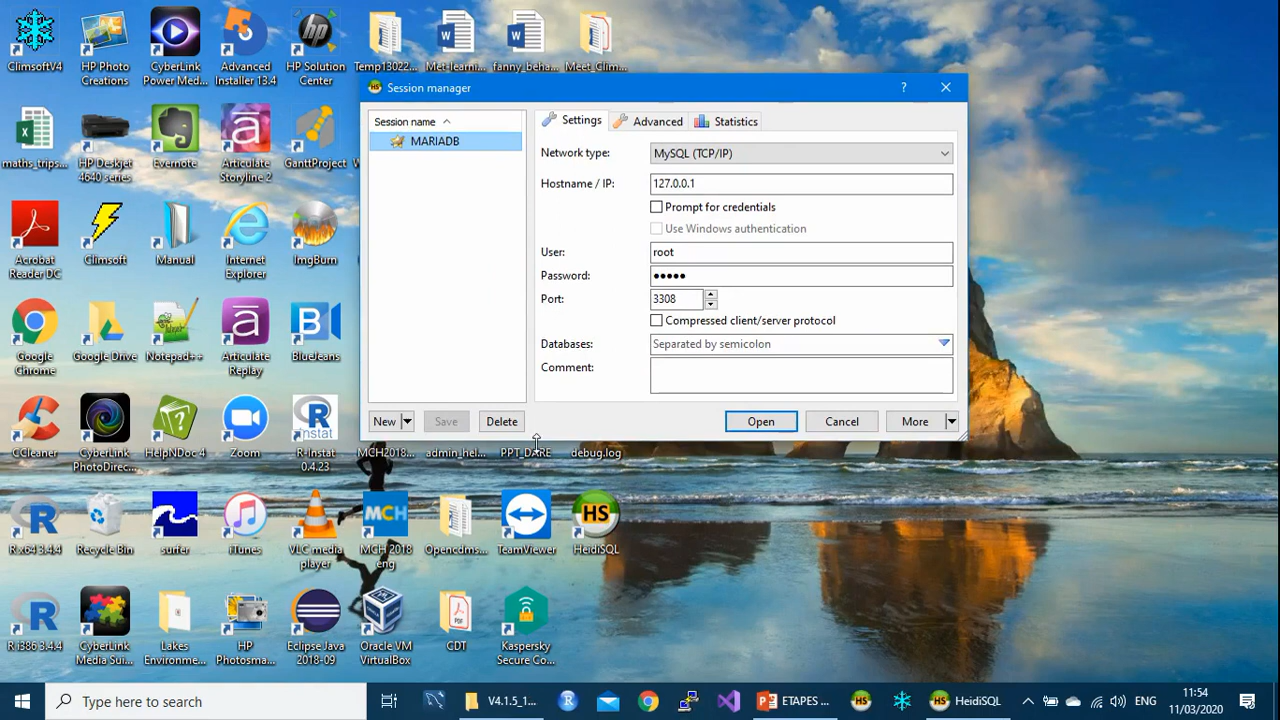 ClimsoftV4
HP Photo
Creations
CyberLink
Power Med...
Advanced
Installer 13.4
HP Solution
Center
Temp13022...
Met-learni...
fanny_beha...
Meet_Clim...
maths_trips...
HP Deskjet
4640 series
Evernote
Articulate
Storyline 2
GanttProject
Acrobat
Reader DC
Climsoft
Manual
Internet
Explorer
ImgBurn
Google
Chrome
Google Drive
Notepad++
Articulate
Replay
BlueJeans
CCleaner
CyberLink
PhotoDirec...
HelpNDoc 4
Zoom
R-Instat
0.4.23
MCH2018...
admin_hel...
PPT_DARE
debug.log
R x64 3.4.4
Recycle Bin
surfer
iTunes
VLC media
player
MCH 2018
eng
Opencdms...
TeamViewer
HeidiSQL
R i386 3.4.4
CyberLink
Media Sui...
Lakes
Environme...
HP
Photosma...
Eclipse Java
2018-09
Oracle VM
VirtualBox
GDT
Kaspersky
Secure Co...
Session manager
Session name
MARIADB
Settings
Advanced
Statistics
Network type:
MySQL (TCP/IP)
Hostname / IP:
127.0.0.1
Prompt for credentials
Use Windows authentication
User:
root
Password:
●●●●●
Port:
3308
Compressed client/server protocol
Databases:
Separated by semicolon
Comment:
New
Save
Delete
Open
Cancel
More
Type here to search
V4.1.5_1...
ETAPES ...
HeidiSQL
ENG
11:54
11/03/2020